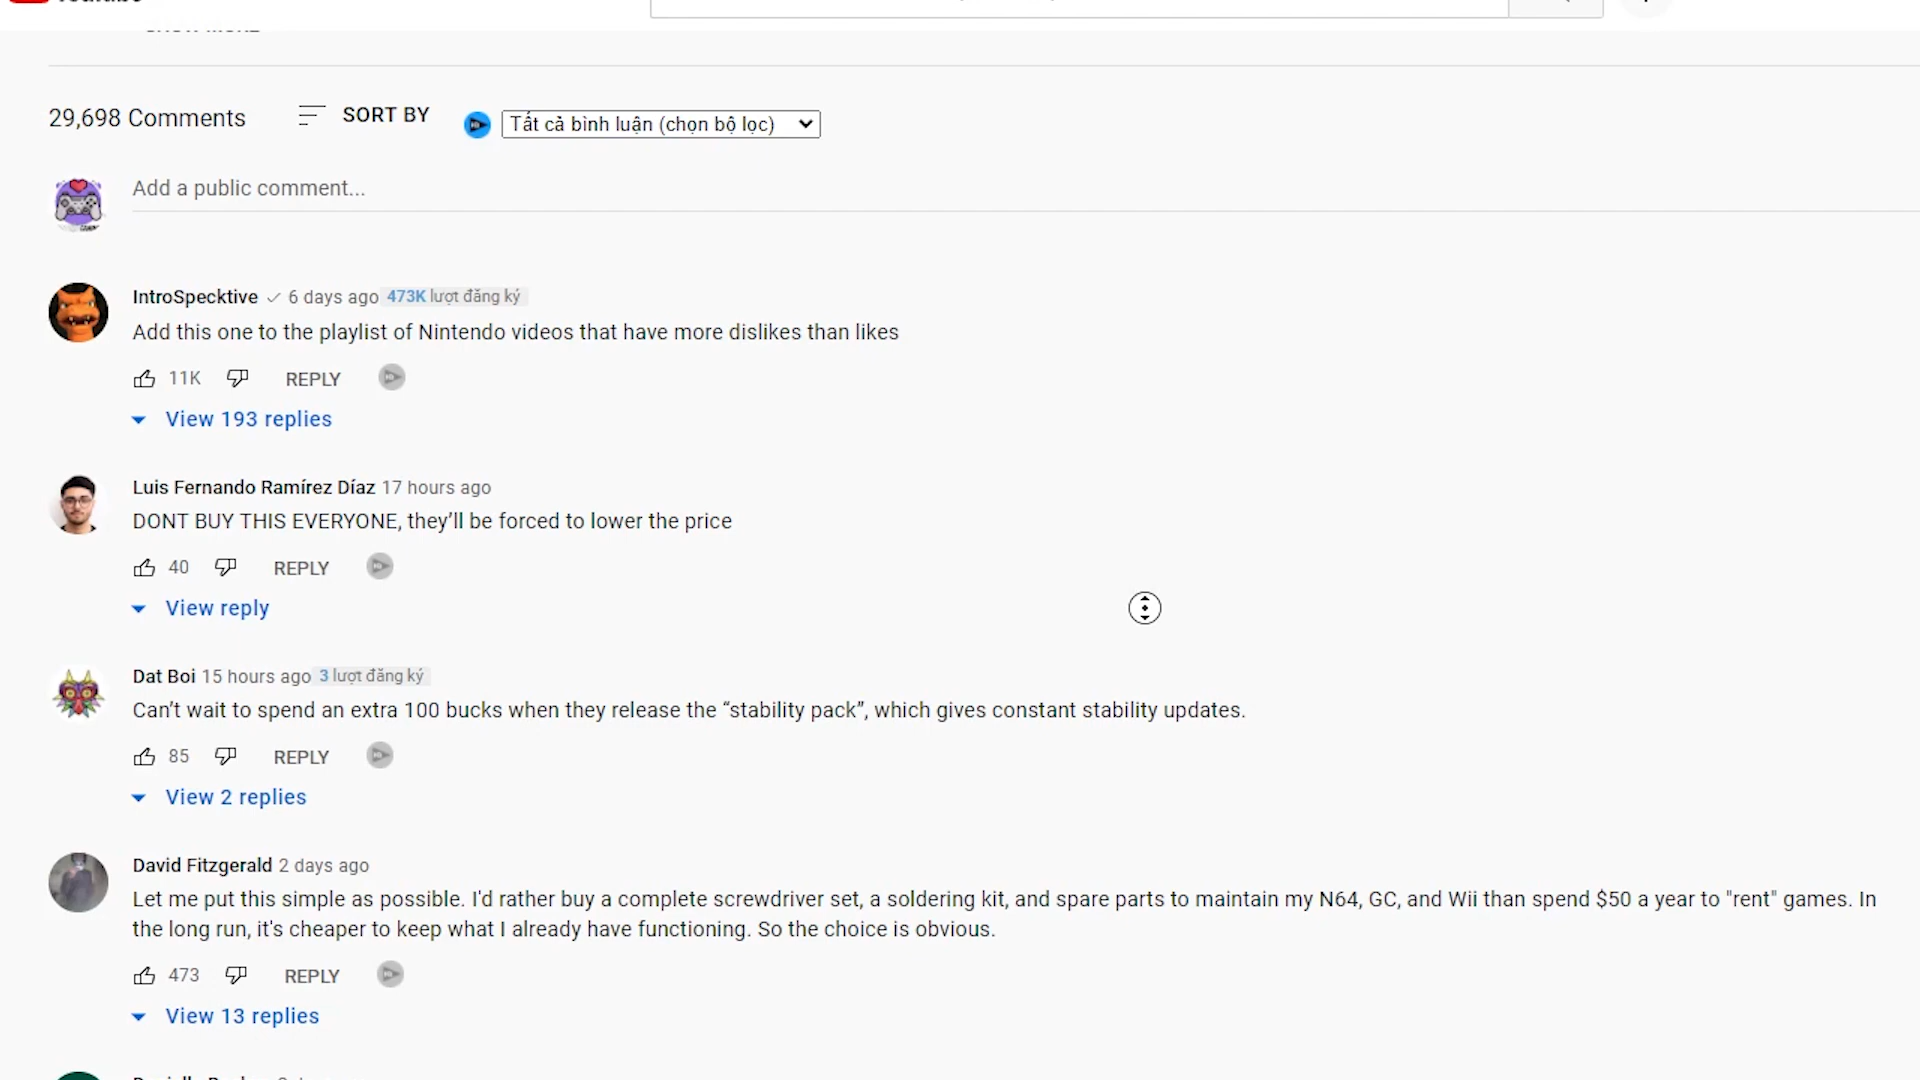 29,698 Comments
SORT BY
Tất cả bình luận (chọn bộ lọc)
Add a public comment...
IntroSpecktive 6 days ago 473K lượt đăng ký
Add this one to the playlist of Nintendo videos that have more dislikes than likes
11K REPLY
View 193 replies
Luis Fernando Ramírez Díaz 17 hours ago
DONT BUY THIS EVERYONE, they’ll be forced to lower the price
40 REPLY
View reply
Dat Boi 15 hours ago 3 lượt đăng ký
Can’t wait to spend an extra 100 bucks when they release the “stability pack”, which gives constant stability updates.
85 REPLY
View 2 replies
David Fitzgerald 2 days ago
Let me put this simple as possible. I'd rather buy a complete screwdriver set, a soldering kit, and spare parts to maintain my N64, GC, and Wii than spend $50 a year to "rent" games. In
the long run, it's cheaper to keep what I already have functioning. So the choice is obvious.
473 REPLY
View 13 replies